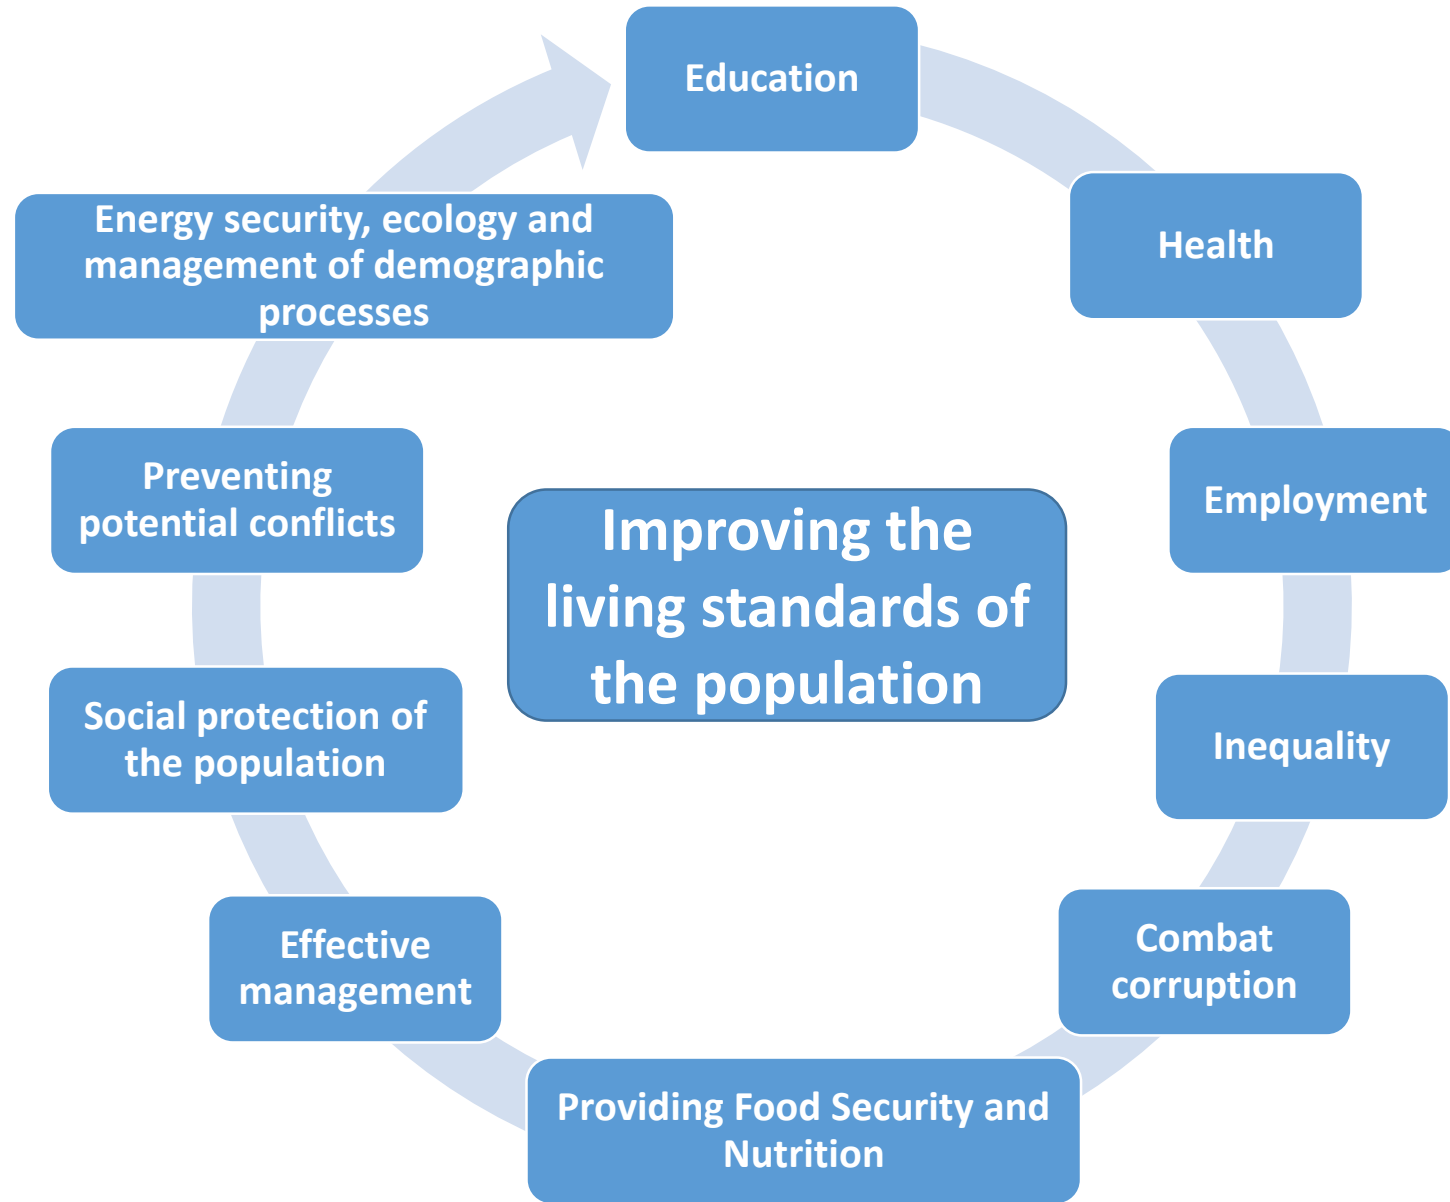 Education
Health
Employment
Inequality
Combat
corruption
Providing Food Security and
Nutrition
Effective
management
Social protection of
the population
Preventing
potential conflicts
Energy security, ecology and
management of demographic
processes
Improving the
living standards of
the population